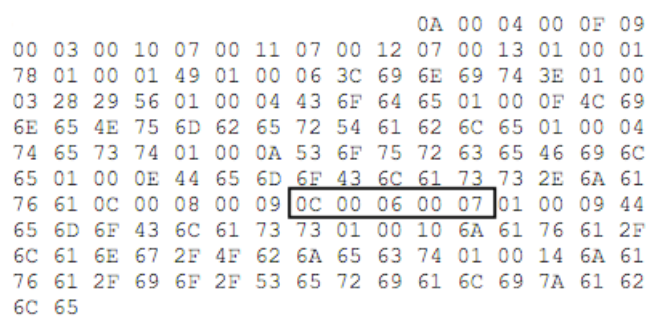 0A 00 04 00 0F 09
00 03 00 10 07 00 11 07 00 12 07 00 13 01 00 01
78 01 00 01 49 01 00 06 3C 69 6E 69 74 3E 01 00
03 28 29 56 01 00 04 43 6F 64 65 01 00 0F 4C 69
6E 65 4E 75 6D 62 65 72 54 61 62 6C 65 01 00 04
74 65 73 74 01 00 0A 53 6F 75 72 63 65 46 69 6C
65 01 00 0E 44 65 6D 6F 43 6C 61 73 73 2E 6A 61
76 61 0C 00 08 00 09 0C 00 06 00 07 01 00 09 44
65 6D 6F 43 6C 61 73 73 01 00 10 6A 61 76 61 2F
6C 61 6E 67 2F 4F 62 6A 65 63 74 01 00 14 6A 61
76 61 2F 69 6F 2F 53 65 72 69 61 6C 69 7A 61 62
6C 65